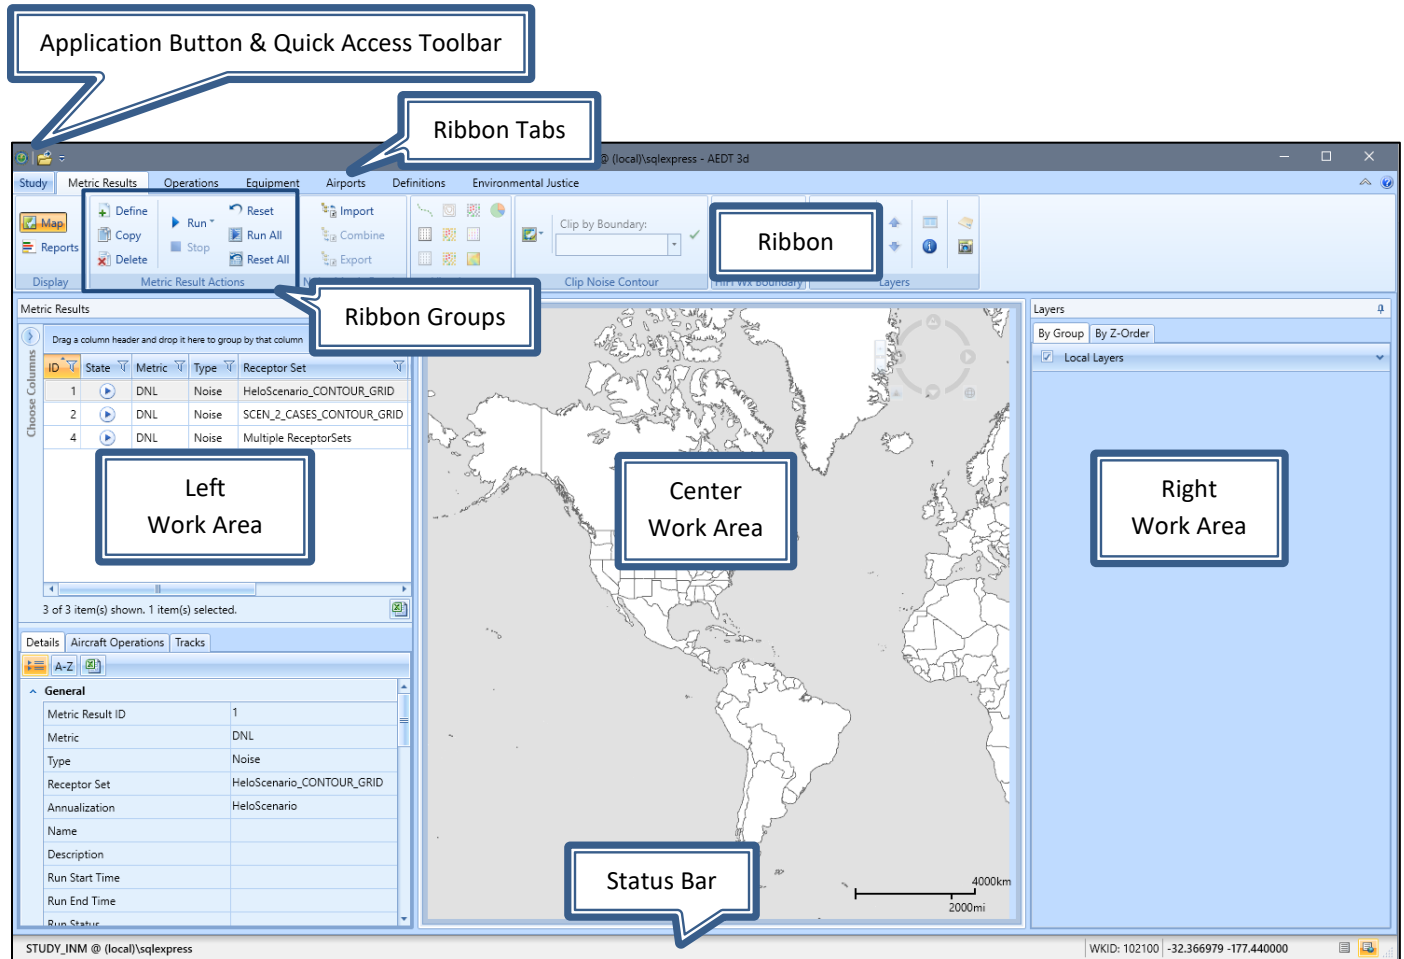 Application Button & Quick Access Toolbar
Ribbon Tabs
@ (local)\sqlexpress - AEDT 3d
Study
Metric Results
Operations
Equipment
Airports
Definitions
Environmental Justice
Map
Reports
Display
Define
Copy
Delete
Run
Stop
Reset
Run All
Reset All
Metric Result Actions
Import
Combine
Export
Clip by Boundary:
Clip Noise Contour
Ribbon
HiFi Wx Boundary
Layers
Ribbon Groups
Metric Results
Choose Columns
Drag a column header and drop it here to group by that column
ID State Metric Type Receptor Set
1 DNL Noise HeloScenario_CONTOUR_GRID
2 DNL Noise SCEN_2_CASES_CONTOUR_GRID
4 DNL Noise Multiple ReceptorSets
Left
Work Area
3 of 3 item(s) shown. 1 item(s) selected.
Details Aircraft Operations Tracks
A-Z
General
Metric Result ID 1
Metric DNL
Type Noise
Receptor Set HeloScenario_CONTOUR_GRID
Annualization HeloScenario
Name
Description
Run Start Time
Run End Time
Run Status
Center
Work Area
4000km
2000mi
Status Bar
Layers
By Group By Z-Order
Local Layers
Right
Work Area
STUDY_INM @ (local)\sqlexpress
WKID: 102100 -32.366979 -177.440000